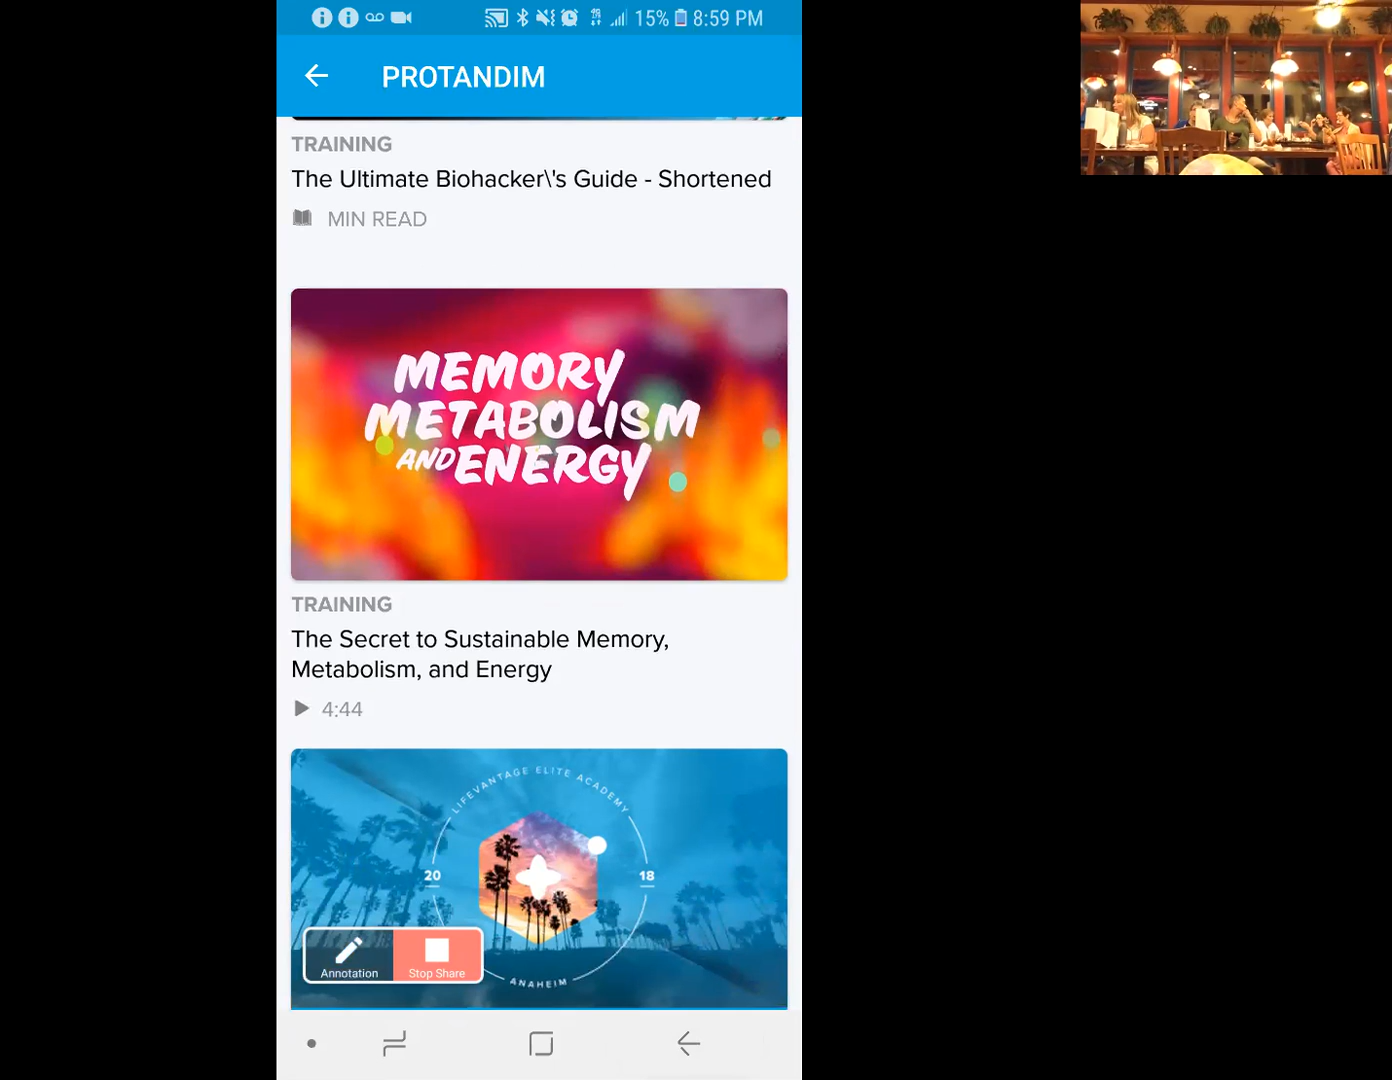 15% 8:59 PM
PROTANDIM
TRAINING
The Ultimate Biohacker\'s Guide - Shortened
MIN READ
MEMORY
METABOLISM
AND ENERGY
TRAINING
The Secret to Sustainable Memory,
Metabolism, and Energy
4:44
LIFEVANTAGE ELITE ACADEMY
20 18
ANAHEIM
Annotation Stop Share